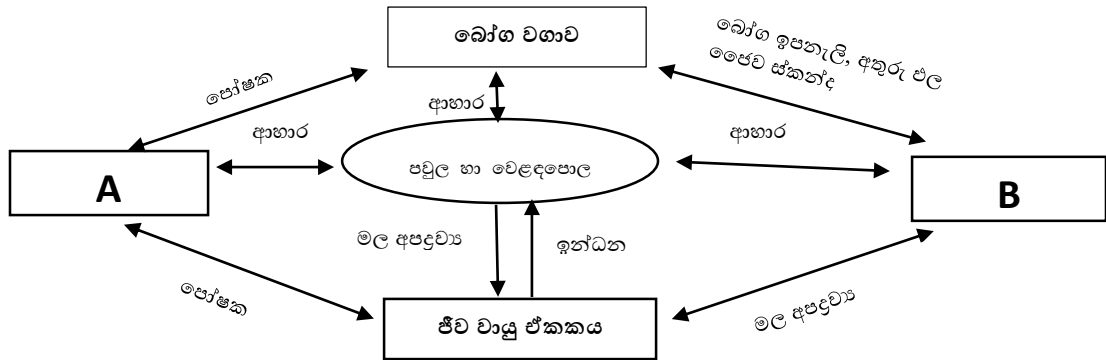 බෝග වගාව
බෝග ඉපනැලි, අතුරු ඵල
ජෛව ස්කන්ද
පෝෂක
ආහාර
ආහාර
ආහාර
A
පවුල හා වෙළඳපොල
B
මල අපද්‍රව්‍ය
ඉන්ධන
පෝෂක
මල අපද්‍රව්‍ය
ජීව වායු ඒකකය